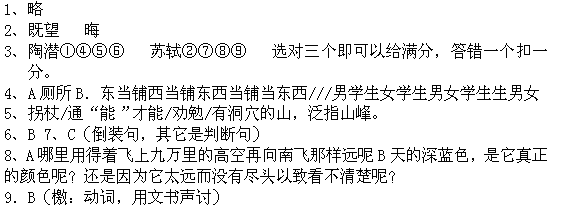 1、略
2、既望 晦
3、陶潜①④⑤⑥ 苏轼②⑦⑧⑨ 选对三个即可以给满分，答错一个扣一
分。
4、A厕所B．东当铺西当铺东西当铺当东西///男学生女学生男女学生生男女
5、拐杖/通“能”才能/劝勉/有洞穴的山，泛指山峰。
6、B 7、C（倒装句，其它是判断句）
8、A哪里用得着飞上九万里的高空再向南飞那样远呢B天的深蓝色，是它真正
的颜色呢？还是因为它太远而没有尽头以致看不清楚呢？
9．B（檄：动词，用文书声讨）